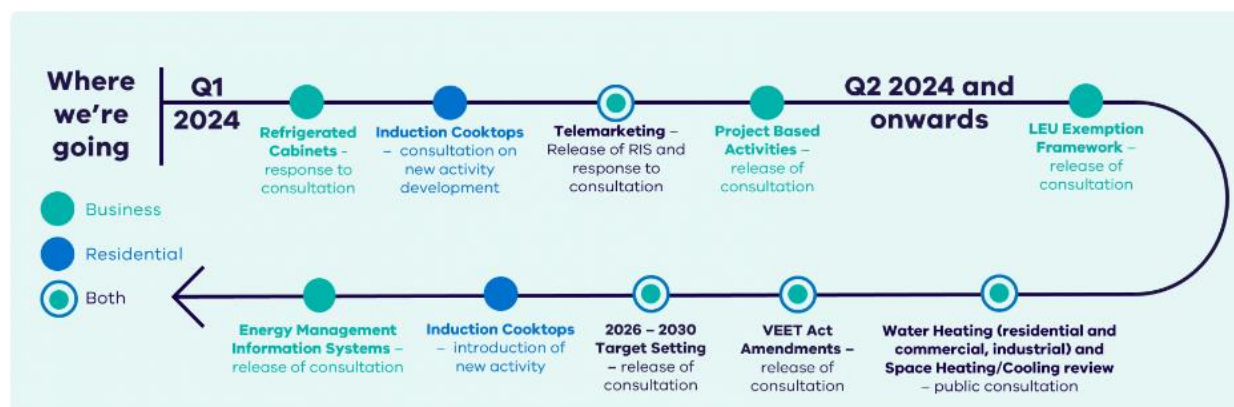 Where
we're
going
Q1
2024
Refrigerated
Cabinets -
response to
consultation
Induction Cooktops
– consultation on
new activity
development
Telemarketing –
Release of RIS and
response to
consultation
Project Based
Activities – 
release of
consultation
Q2 2024 and
onwards
LEU Exemption
Framework –
release of
consultation
Business
Residential
Both
Water Heating (residential and
commercial, industrial) and
Space Heating/Cooling review
– public consultation
VEET Act
Amendments –
release of
consultation
2026 – 2030
Target Setting
– release of
consultation
Induction Cooktops
– introduction of
new activity
Energy Management
Information Systems –
release of consultation